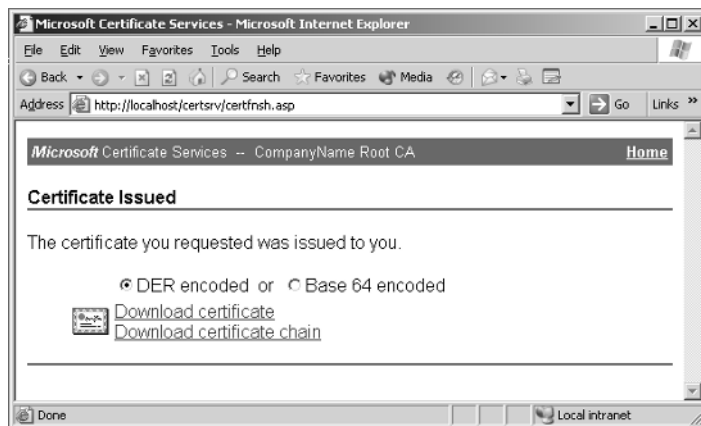 Microsoft Certificate Services - Microsoft Internet Explorer
File Edit View Favorites Tools Help
Back Search Favorites Media
Address http://localhost/certsrv/certfnsh.asp Go Links »
Microsoft Certificate Services -- CompanyName Root CA Home
Certificate Issued
The certificate you requested was issued to you.
DER encoded or Base 64 encoded
Download certificate
Download certificate chain
Done Local intranet